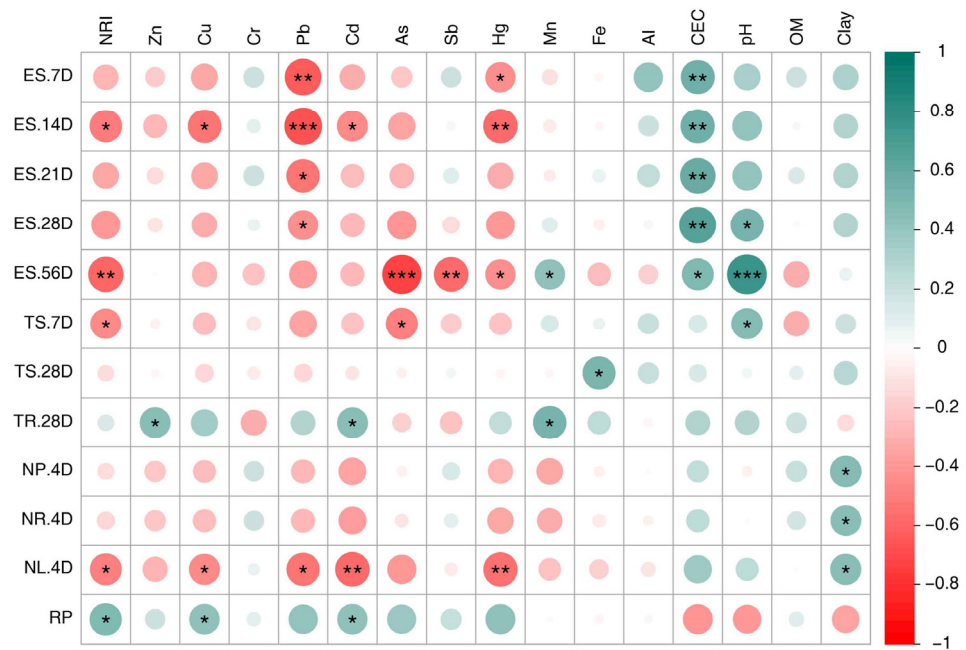 NRI Zn Cu Cr Pb Cd As Sb Hg Mn Fe Al CEC pH OM Clay
ES.7D ** * **
ES.14D * * *** * ** **
ES.21D * **
ES.28D * ** *
ES.56D ** *** ** * * * ***
TS.7D * * *
TS.28D *
TR.28D * * *
NP.4D *
NR.4D *
NL.4D * * * ** ** *
RP * * *
1
0.8
0.6
0.4
0.2
0
−0.2
−0.4
−0.6
−0.8
−1